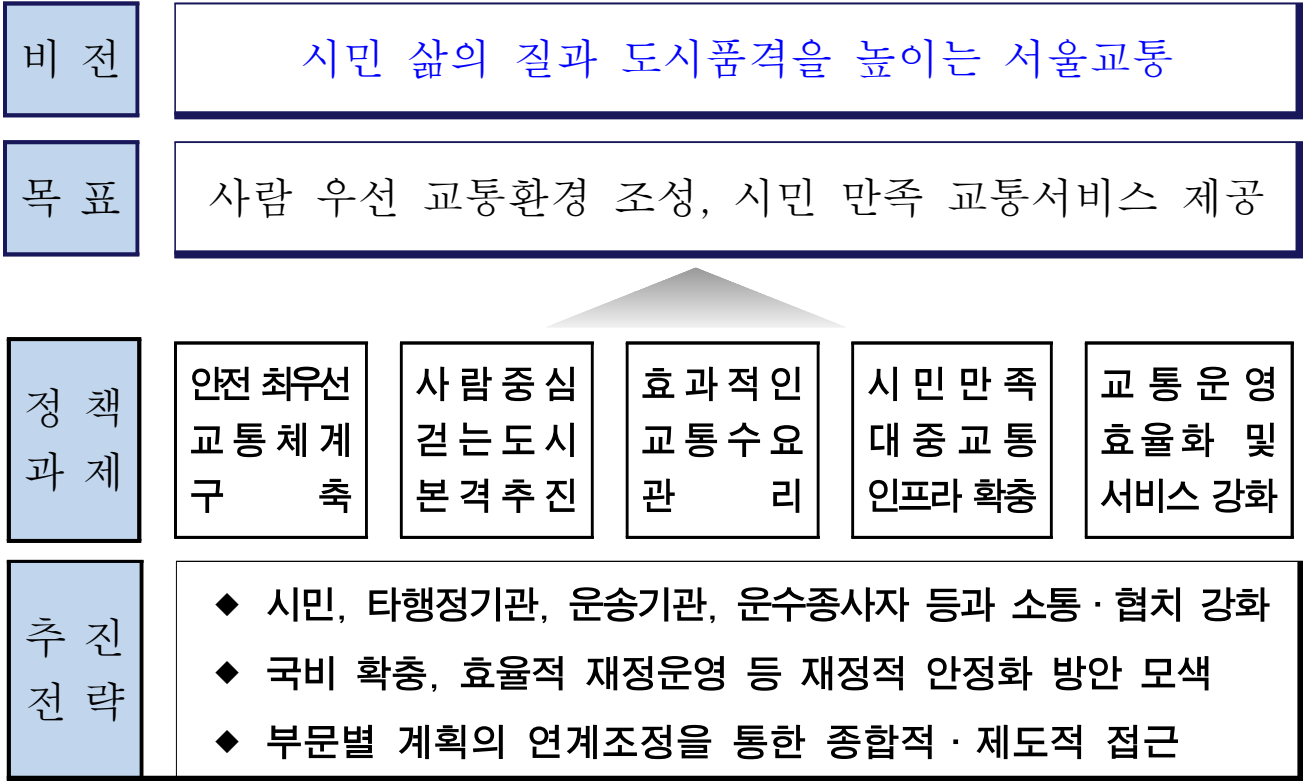 비 전
시민 삶의 질과 도시품격을 높이는 서울교통
목 표
사람 우선 교통환경 조성, 시민 만족 교통서비스 제공
정 책
과 제
안전 최우선
교 통 체 계
구 축
사 람 중 심
걷 는 도 시
본 격 추 진
효 과 적 인
교 통 수 요
관 리
시 민 만 족
대 중 교 통
인프라 확충
교 통 운 영
효율화 및
서비스 강화
추 진
전 략
◆ 시민, 타행정기관, 운송기관, 운수종사자 등과 소통·협치 강화
◆ 국비 확충, 효율적 재정운영 등 재정적 안정화 방안 모색
◆ 부문별 계획의 연계조정을 통한 종합적·제도적 접근